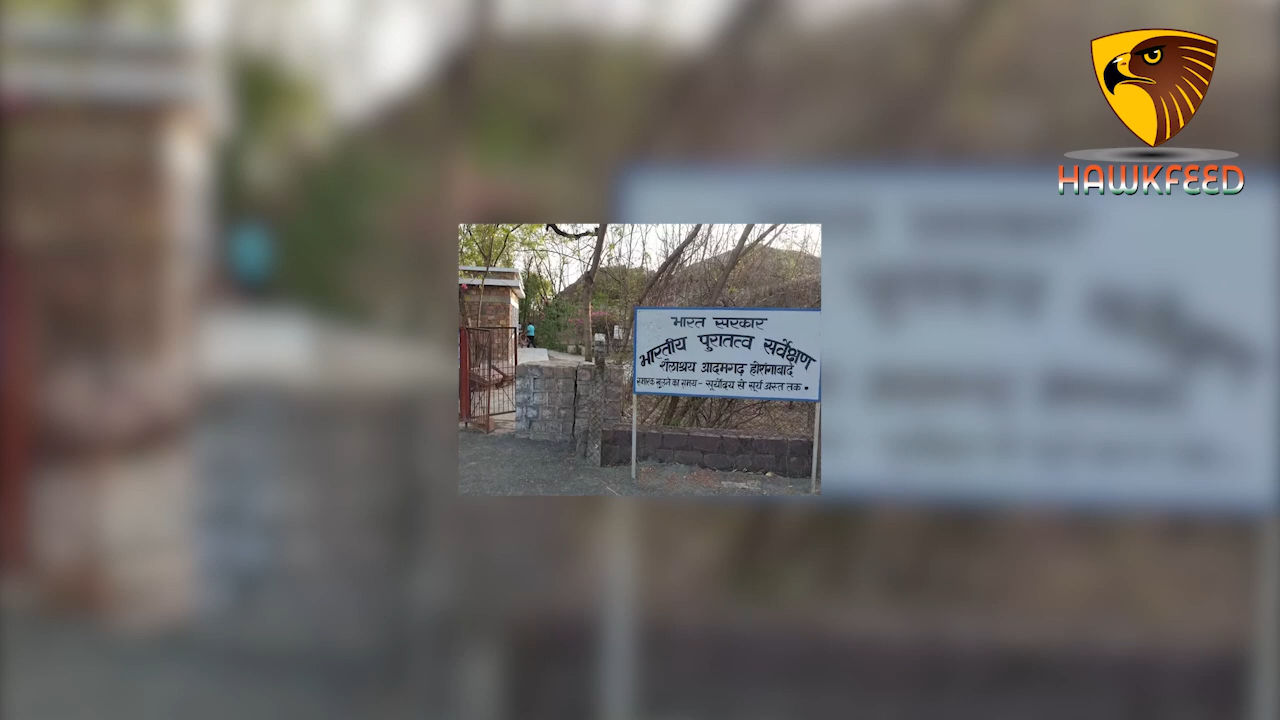 HAWKFEED
भारत सरकार
भारतीय पुरातत्व सर्वेक्षण
शैलाश्रय आदमगढ़ होशंगाबाद
स्मारक खुलने का समय - सूर्योदय से सूर्य अस्त तक •